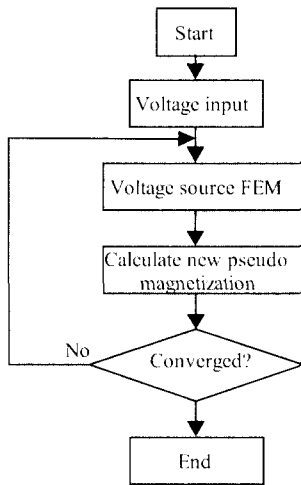 Start
Voltage input
Voltage source FEM
Calculate new pseudo
magnetization
Converged?
No
End